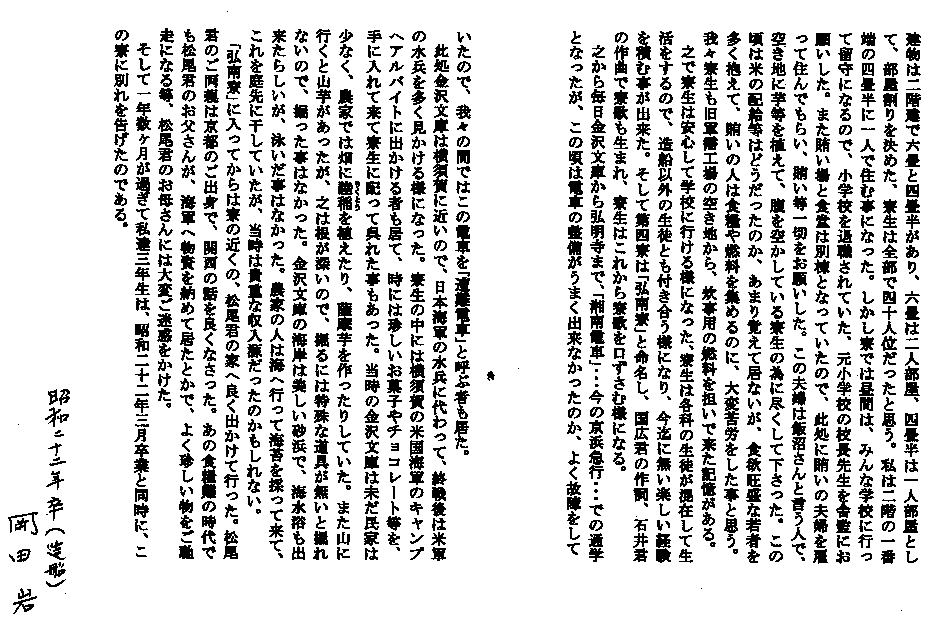 建物は二階建で六畳と四畳半があり、六畳は二人部屋、四畳半は一人部屋とし
て、部屋割りを決めた。寮生は全部で四十人位だったと思う。私は二階の一番
端の四畳半に一人で住む事になった。しかし寮では昼間は、みんな学校に行っ
て留守になるので、小学校を退職されていた、元小学校の校長先生を舎監にお
願いした。また賄い場と食堂は別棟となっていたので、此処に賄いの夫婦を雇
って住んでもらい、賄い等一切をお願いした。この夫婦は飯沼さんと言う人で、
空き地に芋等を植えて、腹を空かしている寮生の為に尽くして下さった。この
頃は米の配給等はどうだったのか、あまり覚えて居ないが、食欲旺盛な若者を
多く抱えて、賄いの人は食糧や燃料を集めるのに、大変苦労をした事と思う。
我々寮生も旧軍需工場の空き地から、炊事用の燃料を担いで来た記憶がある。
之で寮生は安心して学校に行ける様になった、寮生は各科の生徒が混在して生
活をするので、造船以外の生徒とも付き合う様になり、今迄に無い楽しい経験
を積む事が出来た。そして第四寮は「弘南寮」と命名し、国広君の作詞、石井君
の作曲で寮歌も生まれ、寮生はこれから寮歌を口ずさむ様になる。
之から毎日金沢文庫から弘明寺まで、「湘南電車」・・・今の京浜急行・・・での通学
となったが、この頃は電車の整備がうまく出来なかったのか、よく故障をして
いたので、我々の間ではこの電車を「遭難電車」と呼ぶ者も居た。
此処金沢文庫は横須賀に近いので、日本海軍の水兵に代わって、終戦後は米軍
の水兵を多く見かける様になった。寮生の中には横須賀の米国海軍のキャンプ
へアルバイトに出かける者も居て、時には珍しいお菓子やチョコレート等を、
手に入れて来て寮生に配って呉れた事もあった。当時の金沢文庫は未だ民家は
少なく、農家では畑に陸稲を植えたり、薩摩芋を作ったりしていた。また山に
行くと山芋があったが、之は根が深いので、掘るには特殊な道具が無いと掘れ
ないので、掘った事はなかった。金沢文庫の海岸は美しい砂浜で、海水浴も出
来たらしいが、泳いだ事はなかった。農家の人は海へ行って海苔を採って来て、
これを庭先に干していたが、当時は貴重な収入源だったのかもしれない。
「弘南寮」に入ってからは寮の近くの、松尾君の家へ良く出かけて行った。松尾
君のご両親は京都のご出身で、関西の話を良くなさった。あの食糧難の時代で
も松尾君のお父さんが、海軍へ物資を納めて居たとかで、よく珍しい物をご馳
走になる等、松尾君のお母さんには大変ご迷惑をかけた。
そして一年数ヶ月が過ぎて私達三年生は、昭和二十二年三月卒業と同時に、こ
の寮に別れを告げたのである。
昭和二十二年卒(造船)
町田 岩